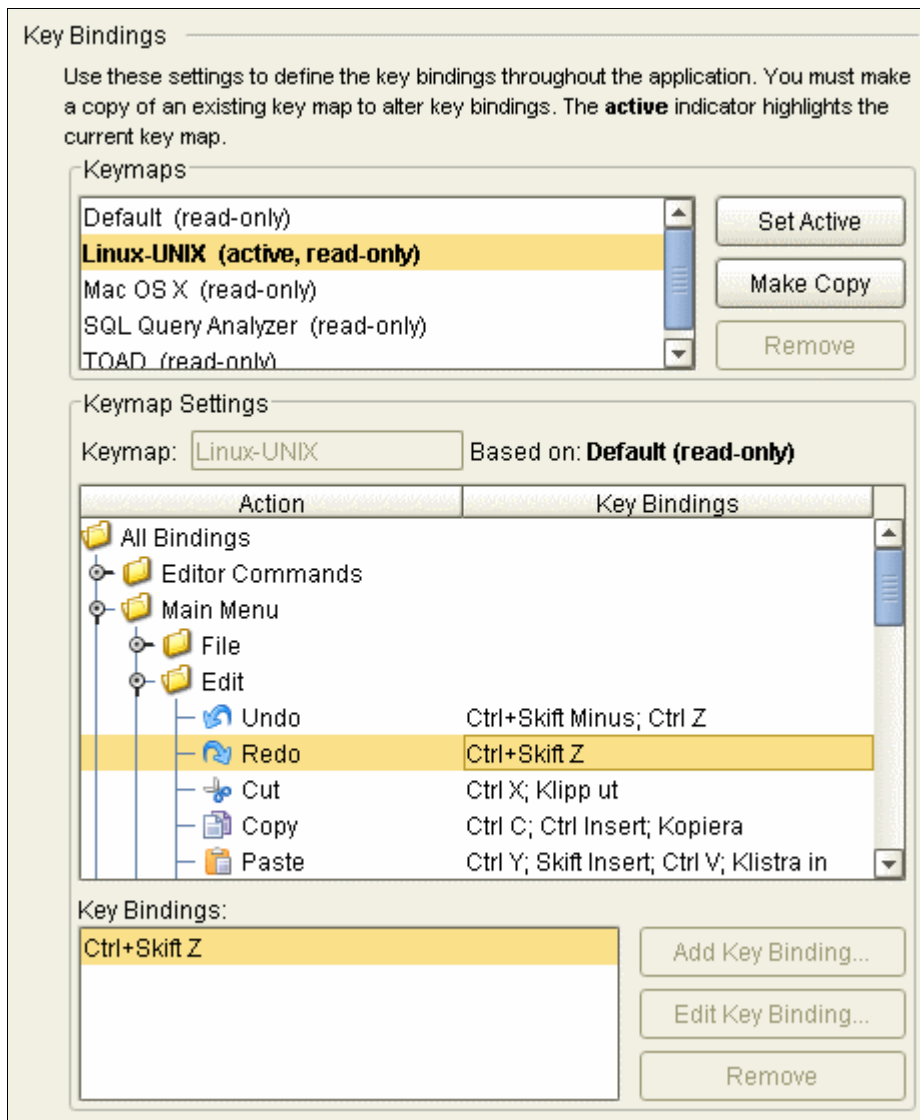 Key Bindings
Use these settings to define the key bindings throughout the application. You must make
a copy of an existing key map to alter key bindings. The active indicator highlights the
current key map.
Keymaps
Default (read-only)
Linux-UNIX (active, read-only)
Mac OS X (read-only)
SQL Query Analyzer (read-only)
TOAD (read-only)
Set Active
Make Copy
Remove
Keymap Settings
Keymap: Linux-UNIX Based on: Default (read-only)
Action Key Bindings
All Bindings
Editor Commands
Main Menu
File
Edit
Undo Ctrl+Skift Minus; Ctrl Z
Redo Ctrl+Skift Z
Cut Ctrl X; Klipp ut
Copy Ctrl C; Ctrl Insert; Kopiera
Paste Ctrl Y; Skift Insert; Ctrl V; Klistra in
Key Bindings:
Ctrl+Skift Z
Add Key Binding...
Edit Key Binding...
Remove